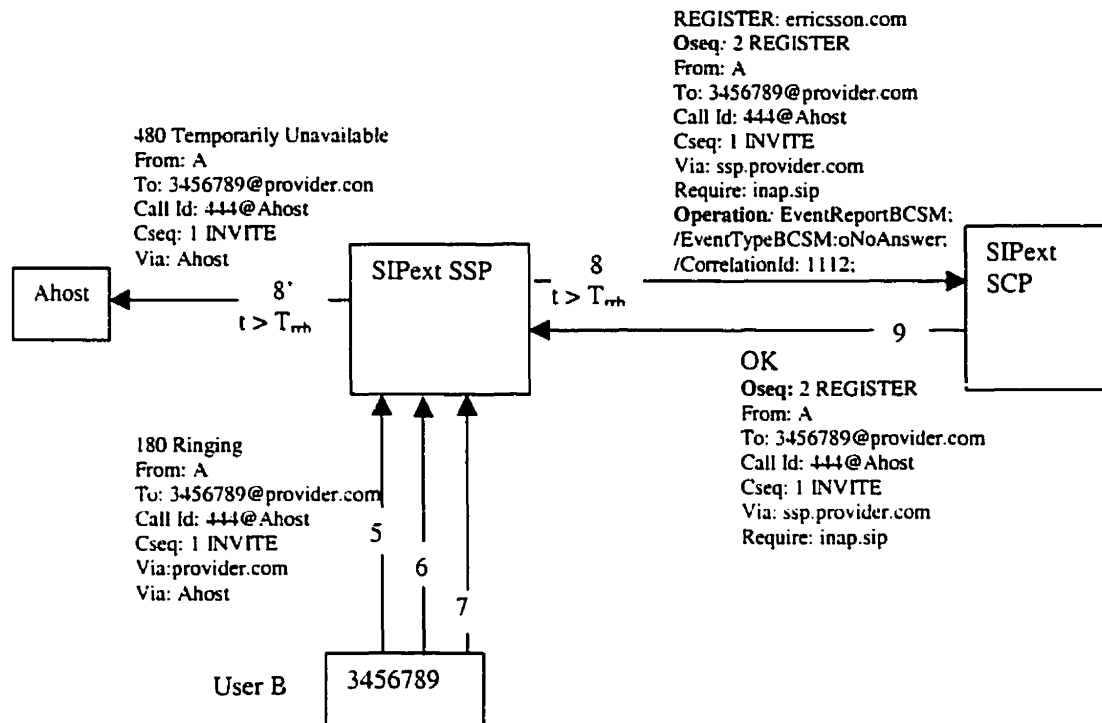 REGISTER: erricsson.com
Oseq: 2 REGISTER
From: A
To: 3456789@provider.com
Call Id: 444@Ahost
Cseq: 1 INVITE
Via: ssp.provider.com
Require: inap.sip
Operation: EventReportBCSM;
/EventTypeBCSM:oNoAnswer;
/CorrelationId: 1112;
480 Temporarily Unavailable
From: A
To: 3456789@provider.con
Call Id: 444@Ahost
Cseq: 1 INVITE
Via: Ahost
Ahost
8'
t >
SIPext SSP
8
t >
SIPext
SCP
9
OK
Oseq: 2 REGISTER
From: A
To: 3456789@provider.com
Call Id: 444@Ahost
Cseq: 1 INVITE
Via: ssp.provider.com
Require: inap.sip
180 Ringing
From: A
To: 3456789@provider.com
Call Id: 444@Ahost
Cseq: 1 INVITE
Via:provider.com
Via: Ahost
5
6
7
User B
3456789